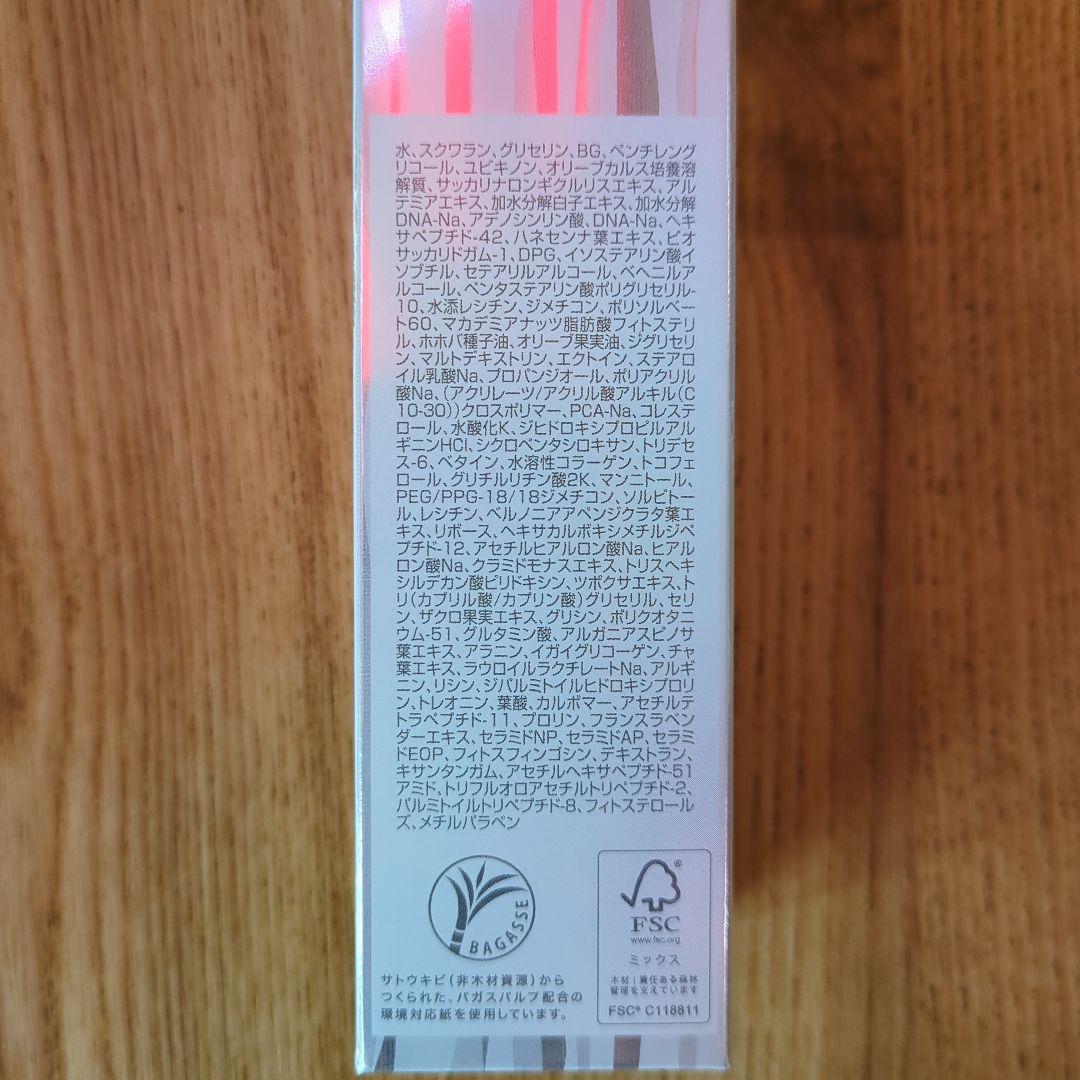 水、スクワラン、グリセリン、BG、ペンチレング
リコール、ユビキノン、オリーブカルス培養溶
解質、サッカリナロンギクルリスエキス、アル
テミアエキス、加水分解白子エキス、加水分解
DNA-Na、アデノシンリン酸、DNA-Na、ヘキ
サペプチド-42、ハネセンナ葉エキス、ビオ
サッカリドガム-1、DPG、イソステアリン酸イ
ソブチル、セテアリルアルコール、ベヘニルア
ルコール、ペンタステアリン酸ポリグリセリル-
10、水添レシチン、ジメチコン、ポリソルベー
ト60、マカデミアナッツ脂肪酸フィトステリ
ル、ホホバ種子油、オリーブ果実油、ジグリセリ
ン、マルトデキストリン、エクトイン、ステアロ
イル乳酸Na、プロパンジオール、ポリアクリル
酸Na、(アクリレーツ/アクリル酸アルキル(C
10-30))クロスポリマー、PCA-Na、コレステ
ロール、水酸化K、ジヒドロキシプロピルアル
ギニンHCl、シクロペンタシロキサン、トリデセ
ス-6、ベタイン、水溶性コラーゲン、トコフェ
ロール、グリチルリチン酸2K、マンニトール、
PEG/PPG-18/18ジメチコン、ソルビトー
ル、レシチン、ベルノニアアペンジクラタ葉エ
キス、リボース、ヘキサカルボキシメチルジペ
プチド-12、アセチルヒアルロン酸Na、ヒアル
ロン酸Na、クラミドモナスエキス、トリスヘキ
シルデカン酸ピリドキシン、ツボクサエキス、ト
リ(カプリル酸/カプリン酸)グリセリル、セリ
ン、ザクロ果実エキス、グリシン、ポリクオタニ
ウム-51、グルタミン酸、アルガニアスピノサ
葉エキス、アラニン、イガイグリコーゲン、チャ
葉エキス、ラウロイルラクチレートNa、アルギ
ニン、リシン、ジパルミトイルヒドロキシプロリ
ン、トレオニン、葉酸、カルボマー、アセチルテ
トラペプチド-11、プロリン、フランスラベン
ダーエキス、セラミドNP、セラミドAP、セラミ
ドEOP、フィトスフィンゴシン、デキストラン、
キサンタンガム、アセチルヘキサペプチド-51
アミド、トリフルオロアセチルトリペプチド-2、
パルミトイルトリペプチド-8、フィトステロール
ズ、メチルパラベン
BAGASSE
サトウキビ(非木材資源)から
つくられた、バガスパルプ配合の
環境対応紙を使用しています。
®
FSC
www.fsc.org
ミックス
木材|責任ある森林
管理を支えています
FSC® C118811